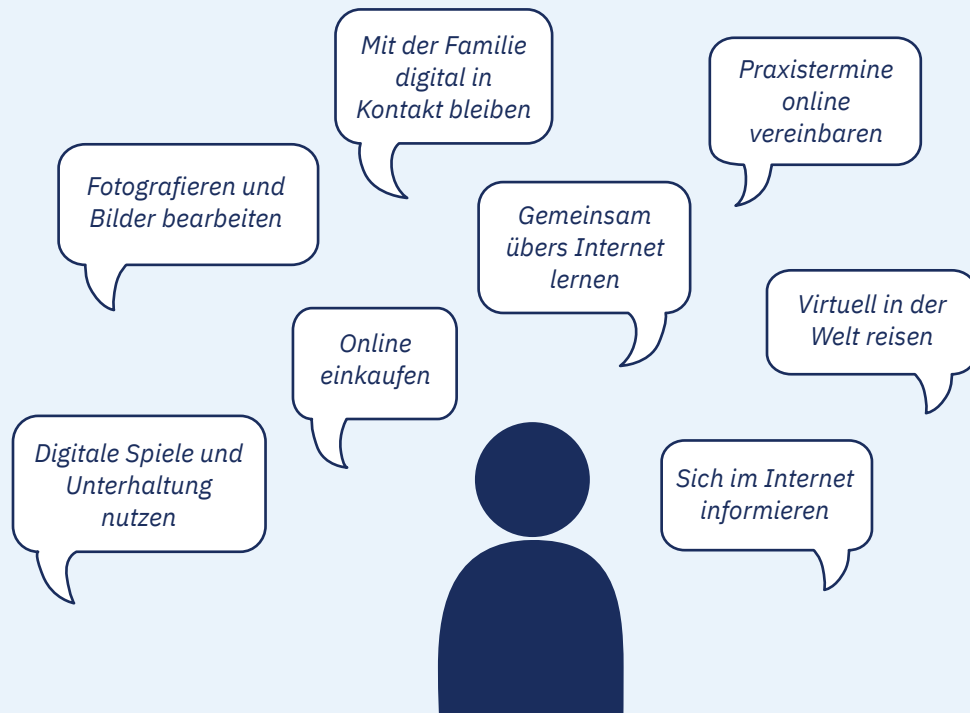 Mit der Familie
digital in
Kontakt bleiben
Praxistermine
online
vereinbaren
Fotografieren und
Bilder bearbeiten
Gemeinsam
übers Internet
lernen
Virtuell in der
Welt reisen
Online
einkaufen
Digitale Spiele und
Unterhaltung
nutzen
Sich im Internet
informieren